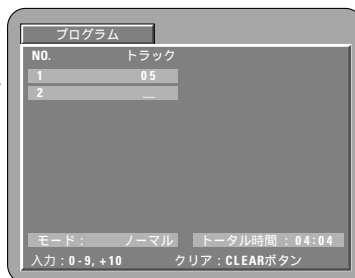 プログラム
NO. トラック
1 05
2 __
モード： ノーマル トータル時間：04:04
入力：0-9, +10 クリア：CLEARボタン